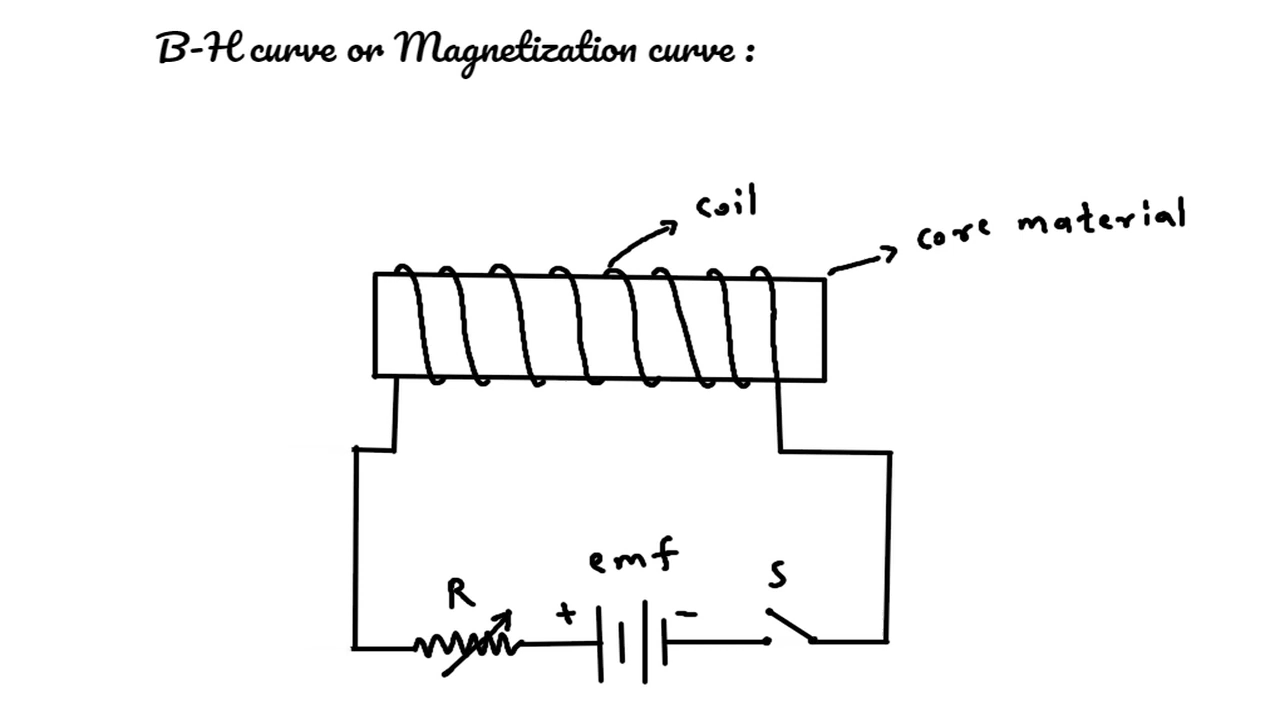 B-H curve or Magnetization curve :
coil
core material
emf
R
+
-
S